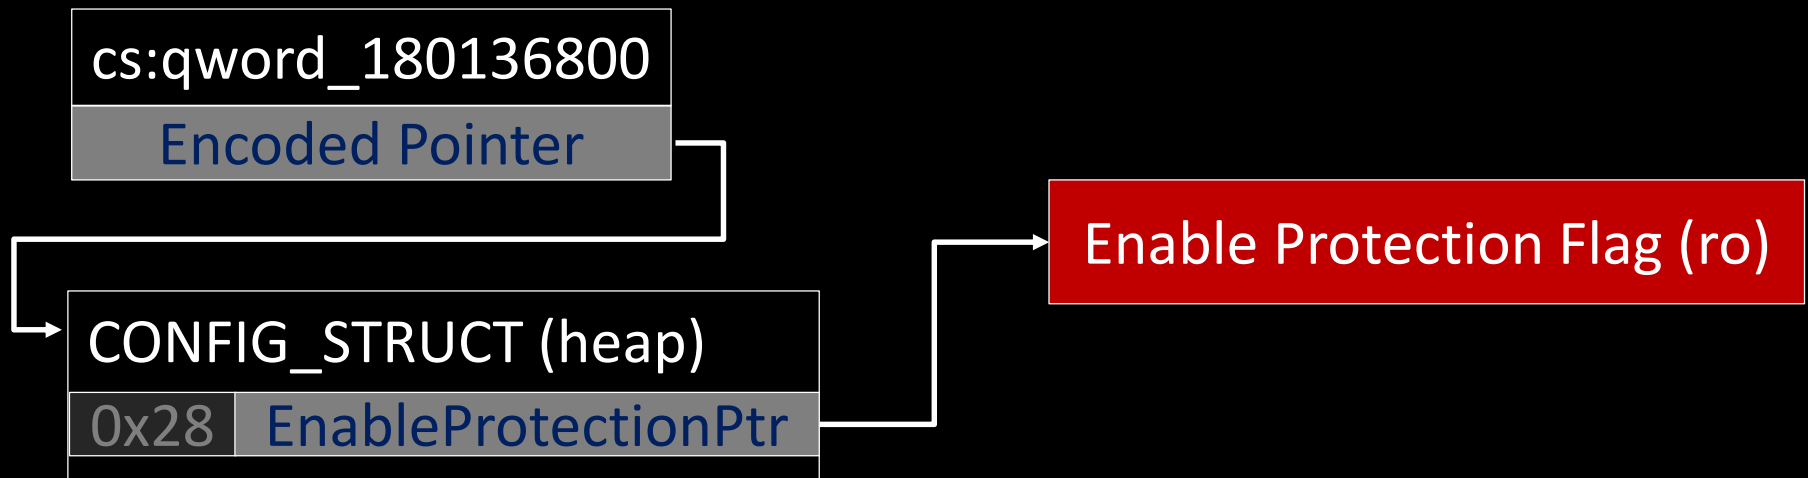 cs:qword_180136800
Encoded Pointer
Enable Protection Flag (ro)
CONFIG_STRUCT (heap)
0x28 EnableProtectionPtr